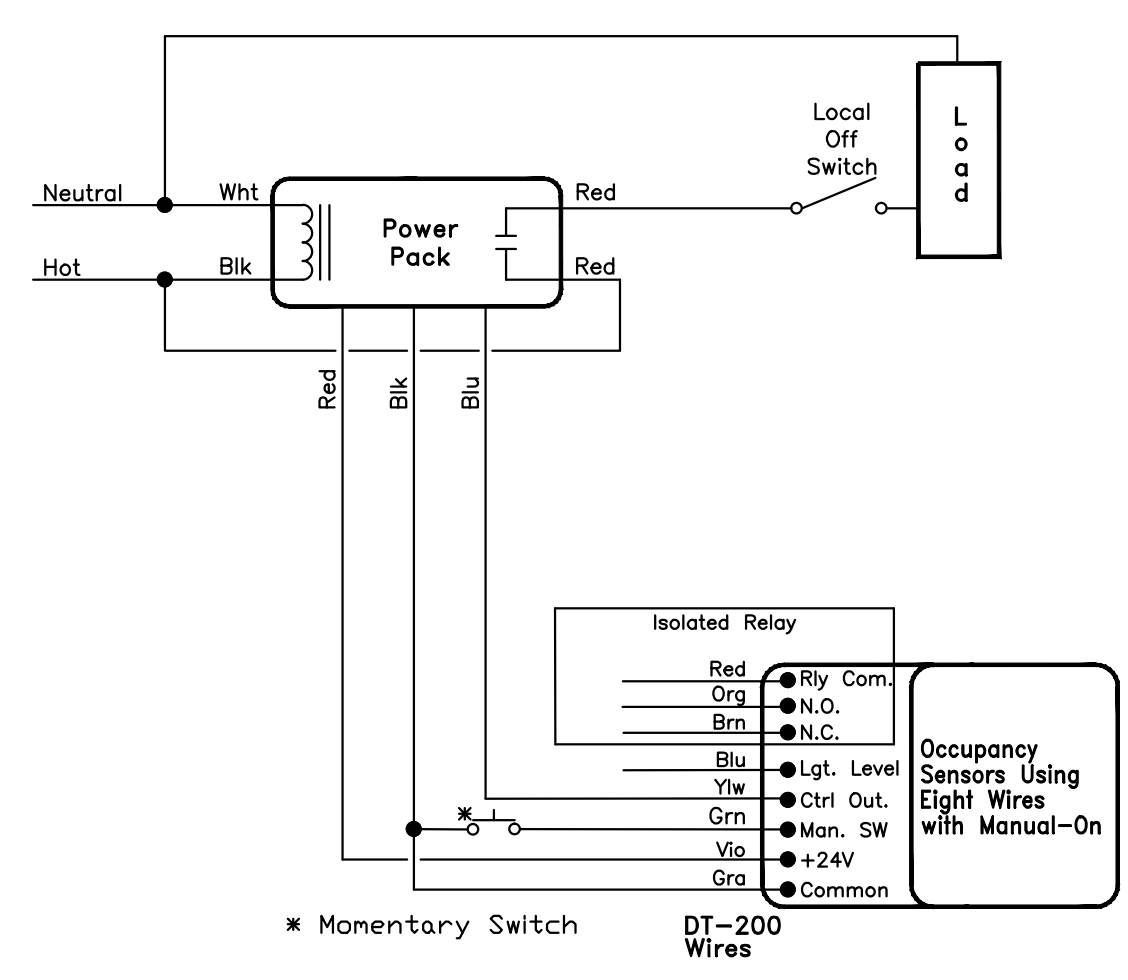 Local
Off
Switch
Load
Neutral
Wht
Red
Power
Pack
Hot
Blk
Red
Red
Blk
Blu
Isolated Relay
Red
Rly Com.
Org
N.O.
Brn
N.C.
Blu
Lgt. Level
Ylw
Ctrl Out.
*
Grn
Man. SW
Vio
+24V
Gra
Common
Occupancy
Sensors Using
Eight Wires
with Manual-On
* Momentary Switch
DT-200
Wires